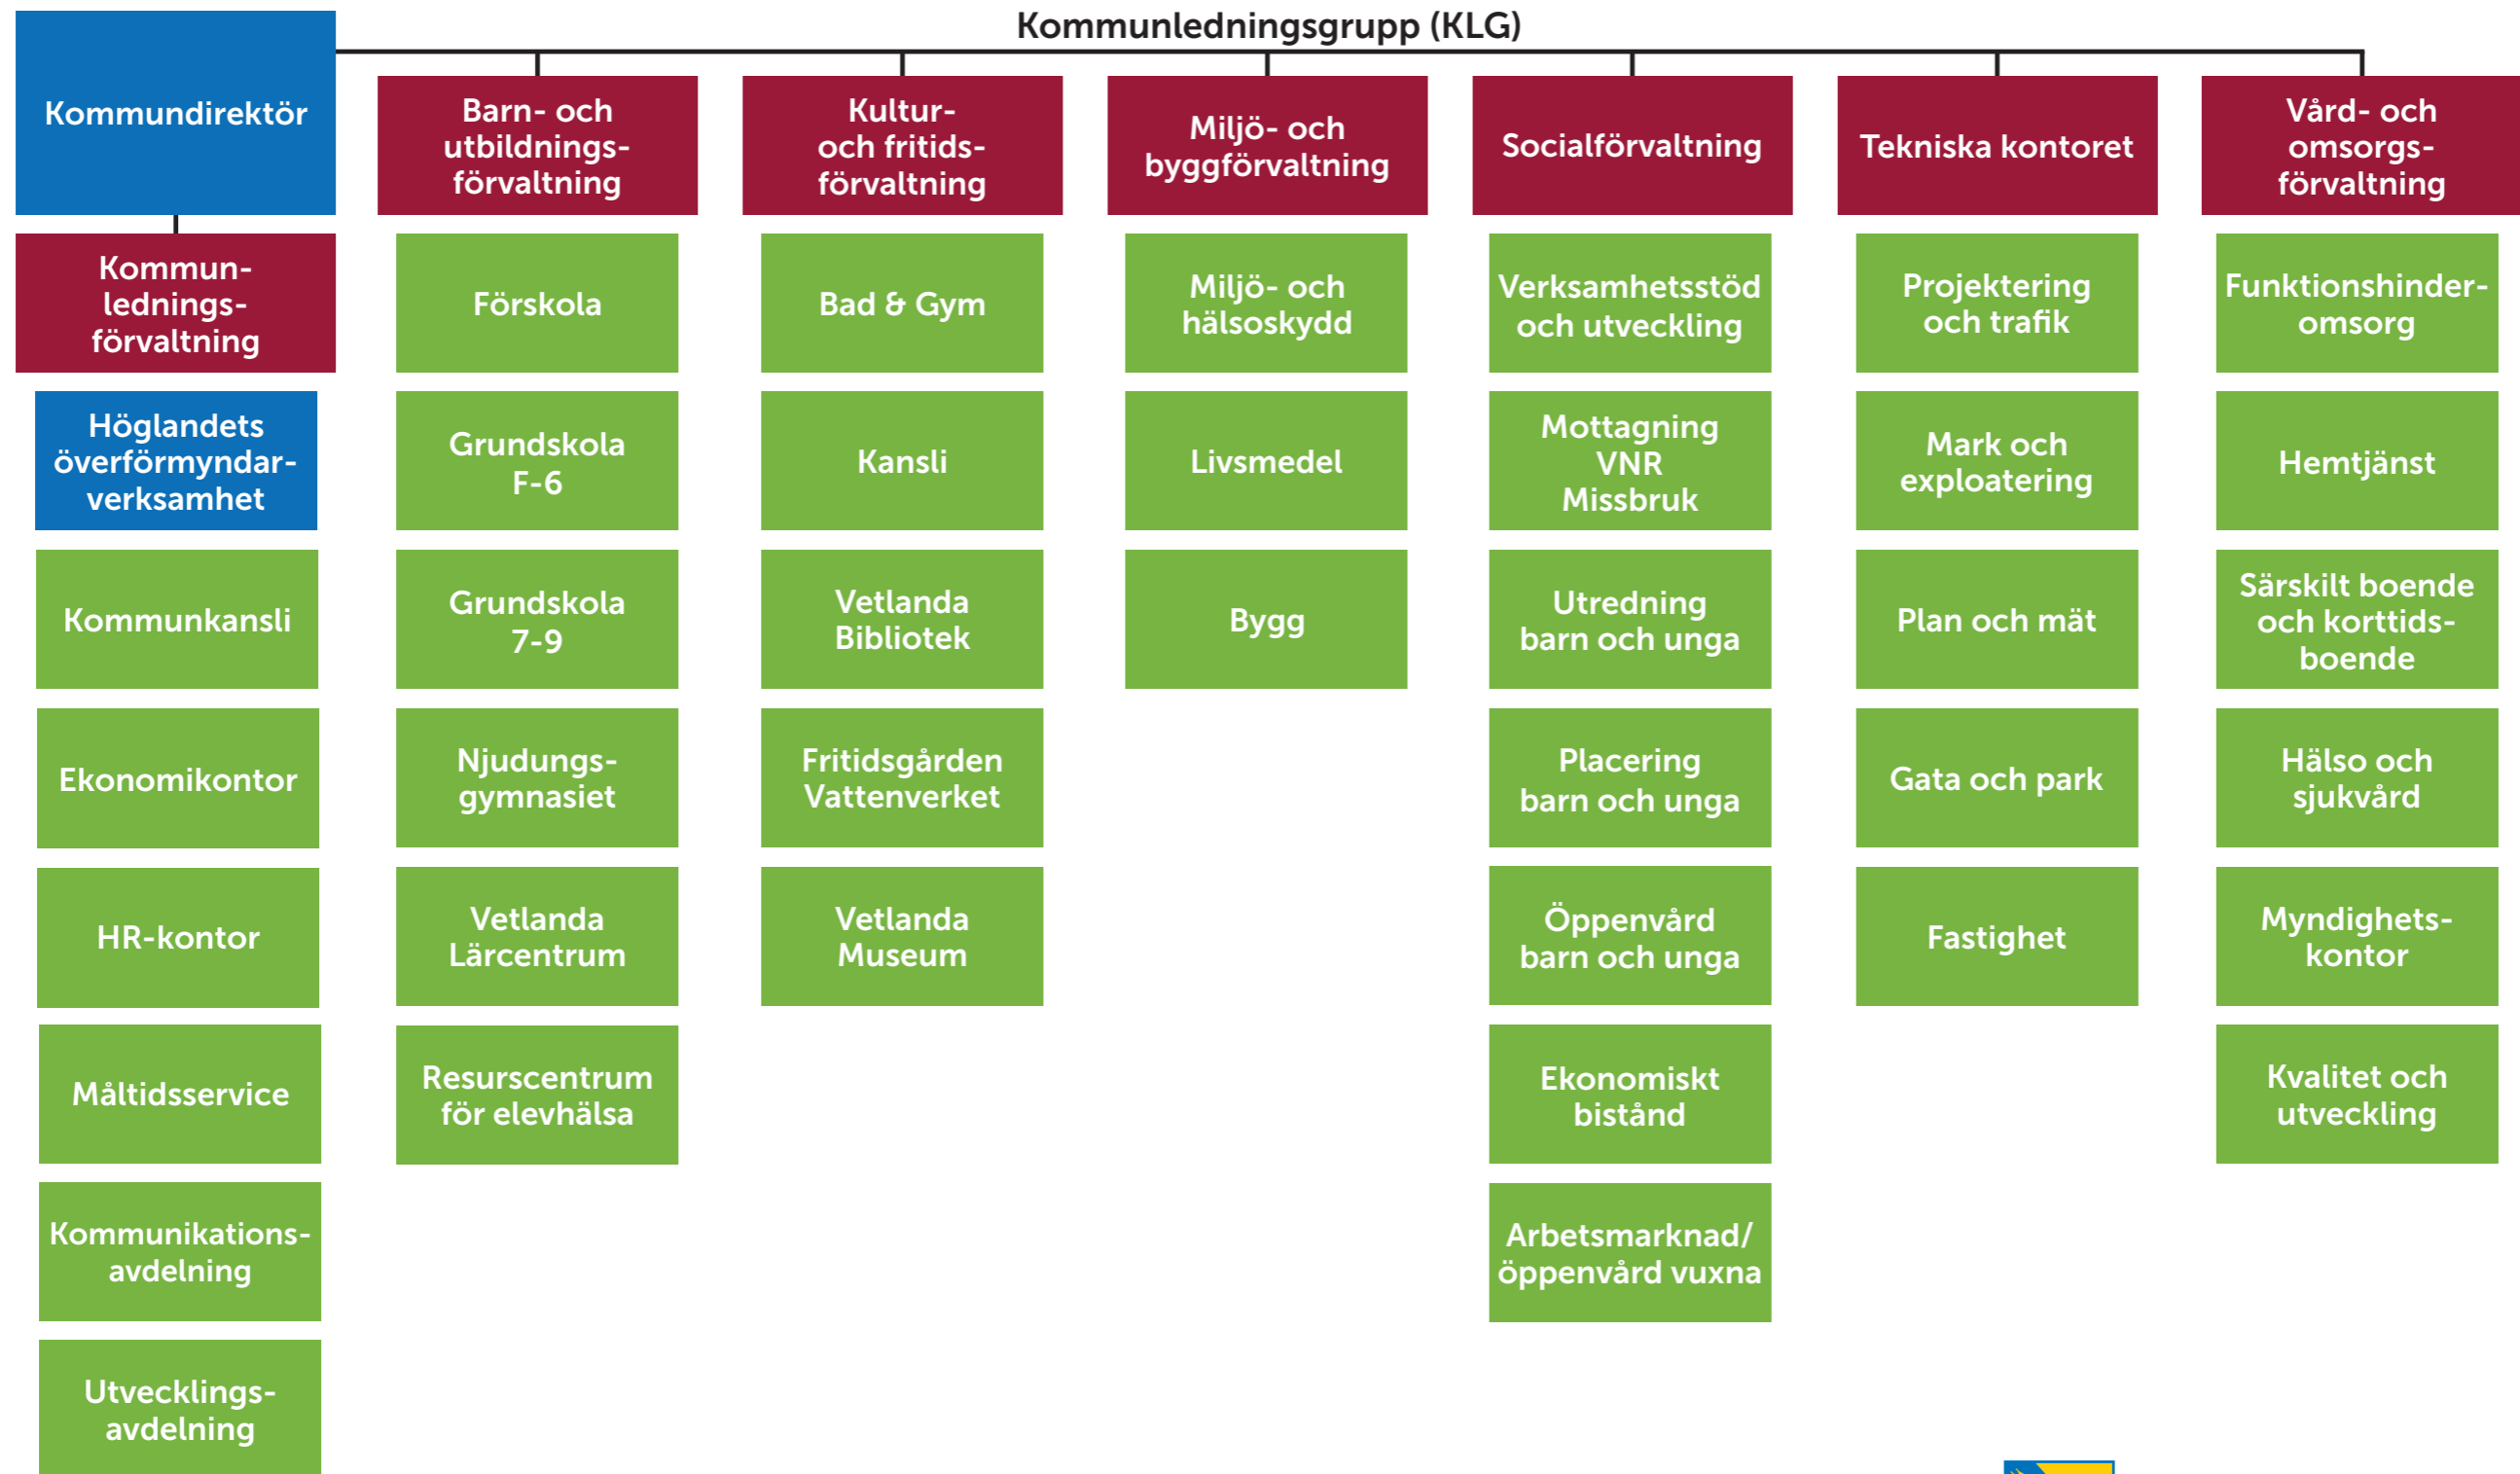 Kommunledningsgrupp (KLG)
Kommundirektör
Kommun-
lednings-
förvaltning
Höglandets
överförmyndar-
verksamhet
Kommunkansli
Ekonomikontor
HR-kontor
Måltidsservice
Kommunikations-
avdelning
Utvecklings-
avdelning
Barn- och
utbildnings-
förvaltning
Förskola
Grundskola
F-6
Grundskola
7-9
Njudungs-
gymnasiet
Vetlanda
Lärcentrum
Resurscentrum
för elevhälsa
Kultur-
och fritids-
förvaltning
Bad & Gym
Kansli
Vetlanda
Bibliotek
Fritidsgården
Vattenverket
Vetlanda
Museum
Miljö- och
byggförvaltning
Miljö- och
hälsoskydd
Livsmedel
Bygg
Socialförvaltning
Verksamhetsstöd
och utveckling
Mottagning
VNR
Missbruk
Utredning
barn och unga
Placering
barn och unga
Öppenvård
barn och unga
Ekonomiskt
bistånd
Arbetsmarknad/
öppenvård vuxna
Tekniska kontoret
Projektering
och trafik
Mark och
exploatering
Plan och mät
Gata och park
Fastighet
Vård- och
omsorgs-
förvaltning
Funktionshinder-
omsorg
Hemtjänst
Särskilt boende
och korttids-
boende
Hälso och
sjukvård
Myndighets-
kontor
Kvalitet och
utveckling